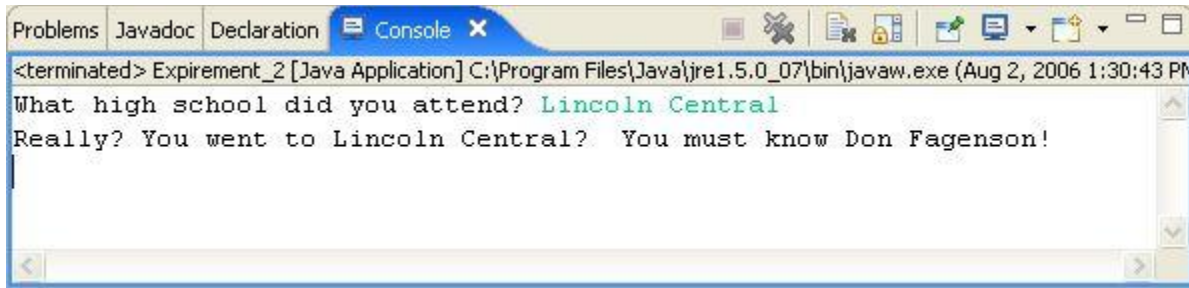 Problems Javadoc Declaration Console
<terminated> Expirement_2 [Java Application] C:\Program Files\Java\jre1.5.0_07\bin\javaw.exe (Aug 2, 2006 1:30:43 PM
What high school did you attend? Lincoln Central
Really? You went to Lincoln Central?  You must know Don Fagenson!